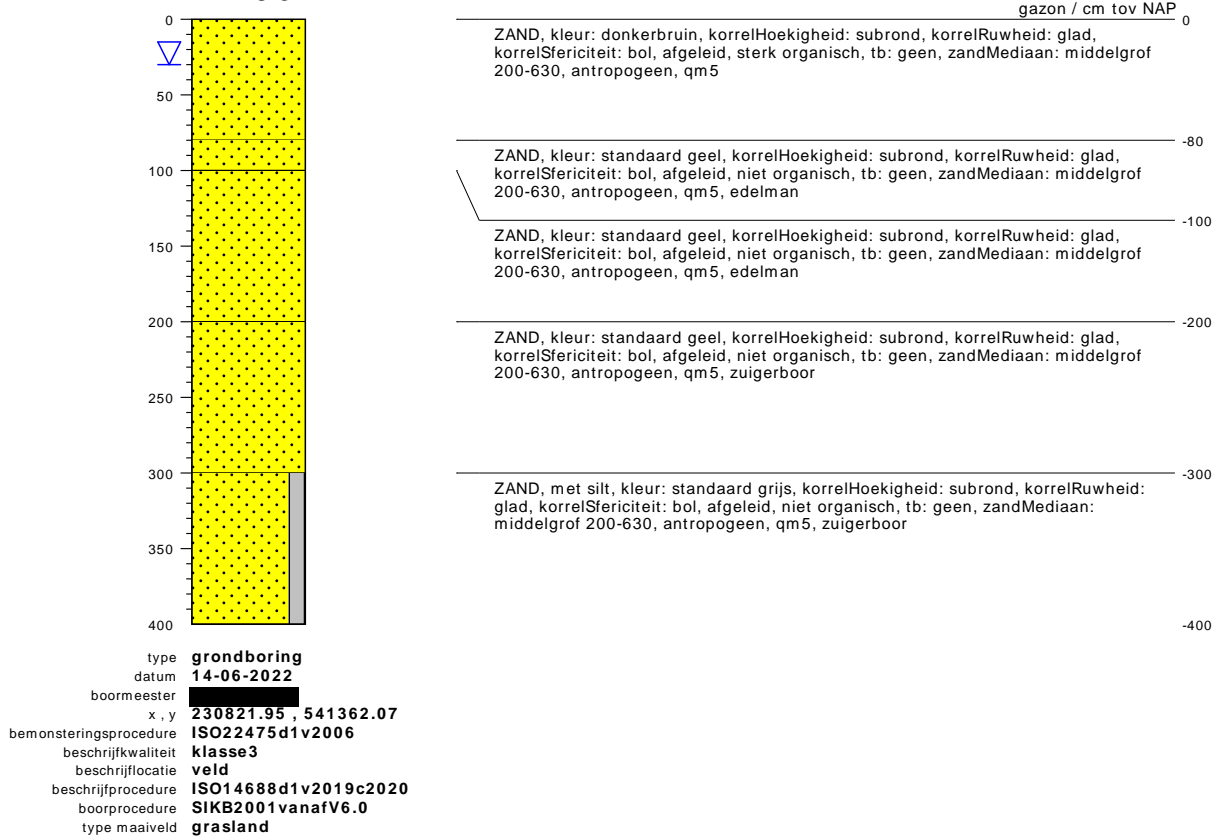 gazon / cm tov NAP
0
0
ZAND, kleur: donkerbruin, korrelHoekigheid: subrond, korrelRuwheid: glad,
korrelSfericiteit: bol, afgeleid, sterk organisch, tb: geen, zandMediaan: middelgrof
200-630, antropogeen, qm5
50
-80
ZAND, kleur: standaard geel, korrelHoekigheid: subrond, korrelRuwheid: glad,
korrelSfericiteit: bol, afgeleid, niet organisch, tb: geen, zandMediaan: middelgrof
200-630, antropogeen, qm5, edelman
100
-100
ZAND, kleur: standaard geel, korrelHoekigheid: subrond, korrelRuwheid: glad,
korrelSfericiteit: bol, afgeleid, niet organisch, tb: geen, zandMediaan: middelgrof
200-630, antropogeen, qm5, edelman
150
200
-200
ZAND, kleur: standaard geel, korrelHoekigheid: subrond, korrelRuwheid: glad,
korrelSfericiteit: bol, afgeleid, niet organisch, tb: geen, zandMediaan: middelgrof
200-630, antropogeen, qm5, zuigerboor
250
300
-300
ZAND, met silt, kleur: standaard grijs, korrelHoekigheid: subrond, korrelRuwheid:
glad, korrelSfericiteit: bol, afgeleid, niet organisch, tb: geen, zandMediaan:
middelgrof 200-630, antropogeen, qm5, zuigerboor
350
400
-400
type grondboring
datum 14-06-2022
boormeester
x , y 230821.95 , 541362.07
bemonsteringsprocedure ISO22475d1v2006
beschrijfkwaliteit klasse3
beschrijflocatie veld
beschrijfprocedure ISO14688d1v2019c2020
boorprocedure SIKB2001vanafV6.0
type maaiveld grasland